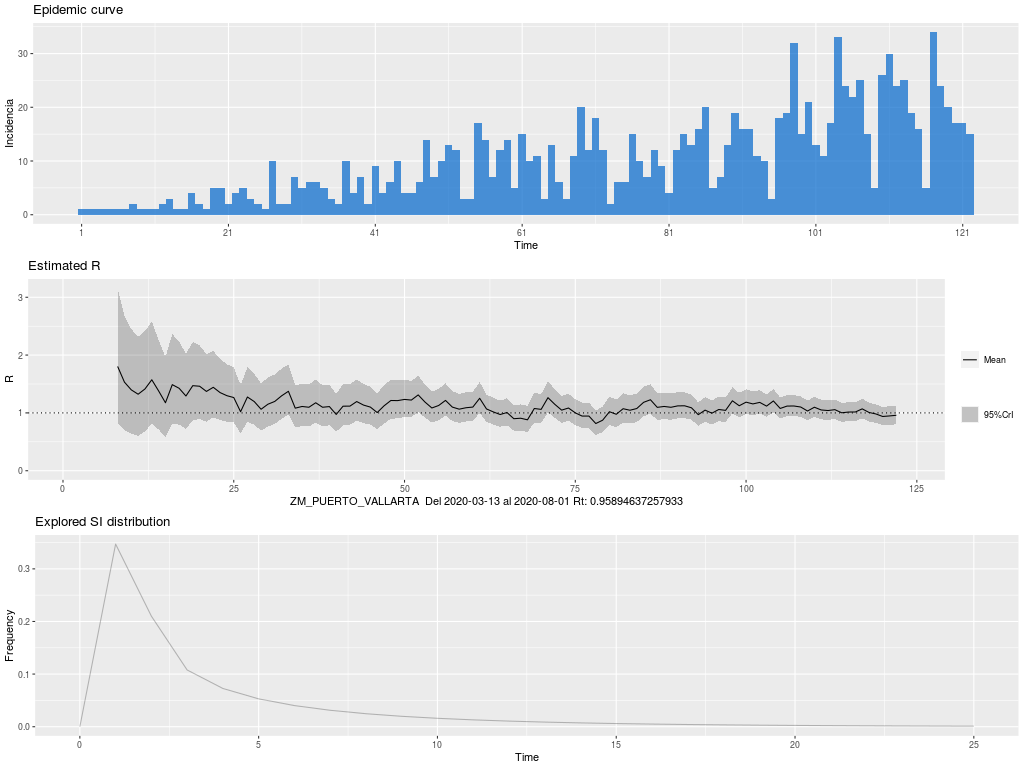 Epidemic curve
30
20
10
0
Incidencia
1 21 41 61 81 101 121
Time
Estimated R
3
2
1
0
R
Mean
95%CrI
0 25 50 75 100 125
ZM_PUERTO_VALLARTA Del 2020-03-13 al 2020-08-01 Rt: 0.95894637257933
Explored SI distribution
0.3
0.2
0.1
0.0
Frequency
0 5 10 15 20 25
Time